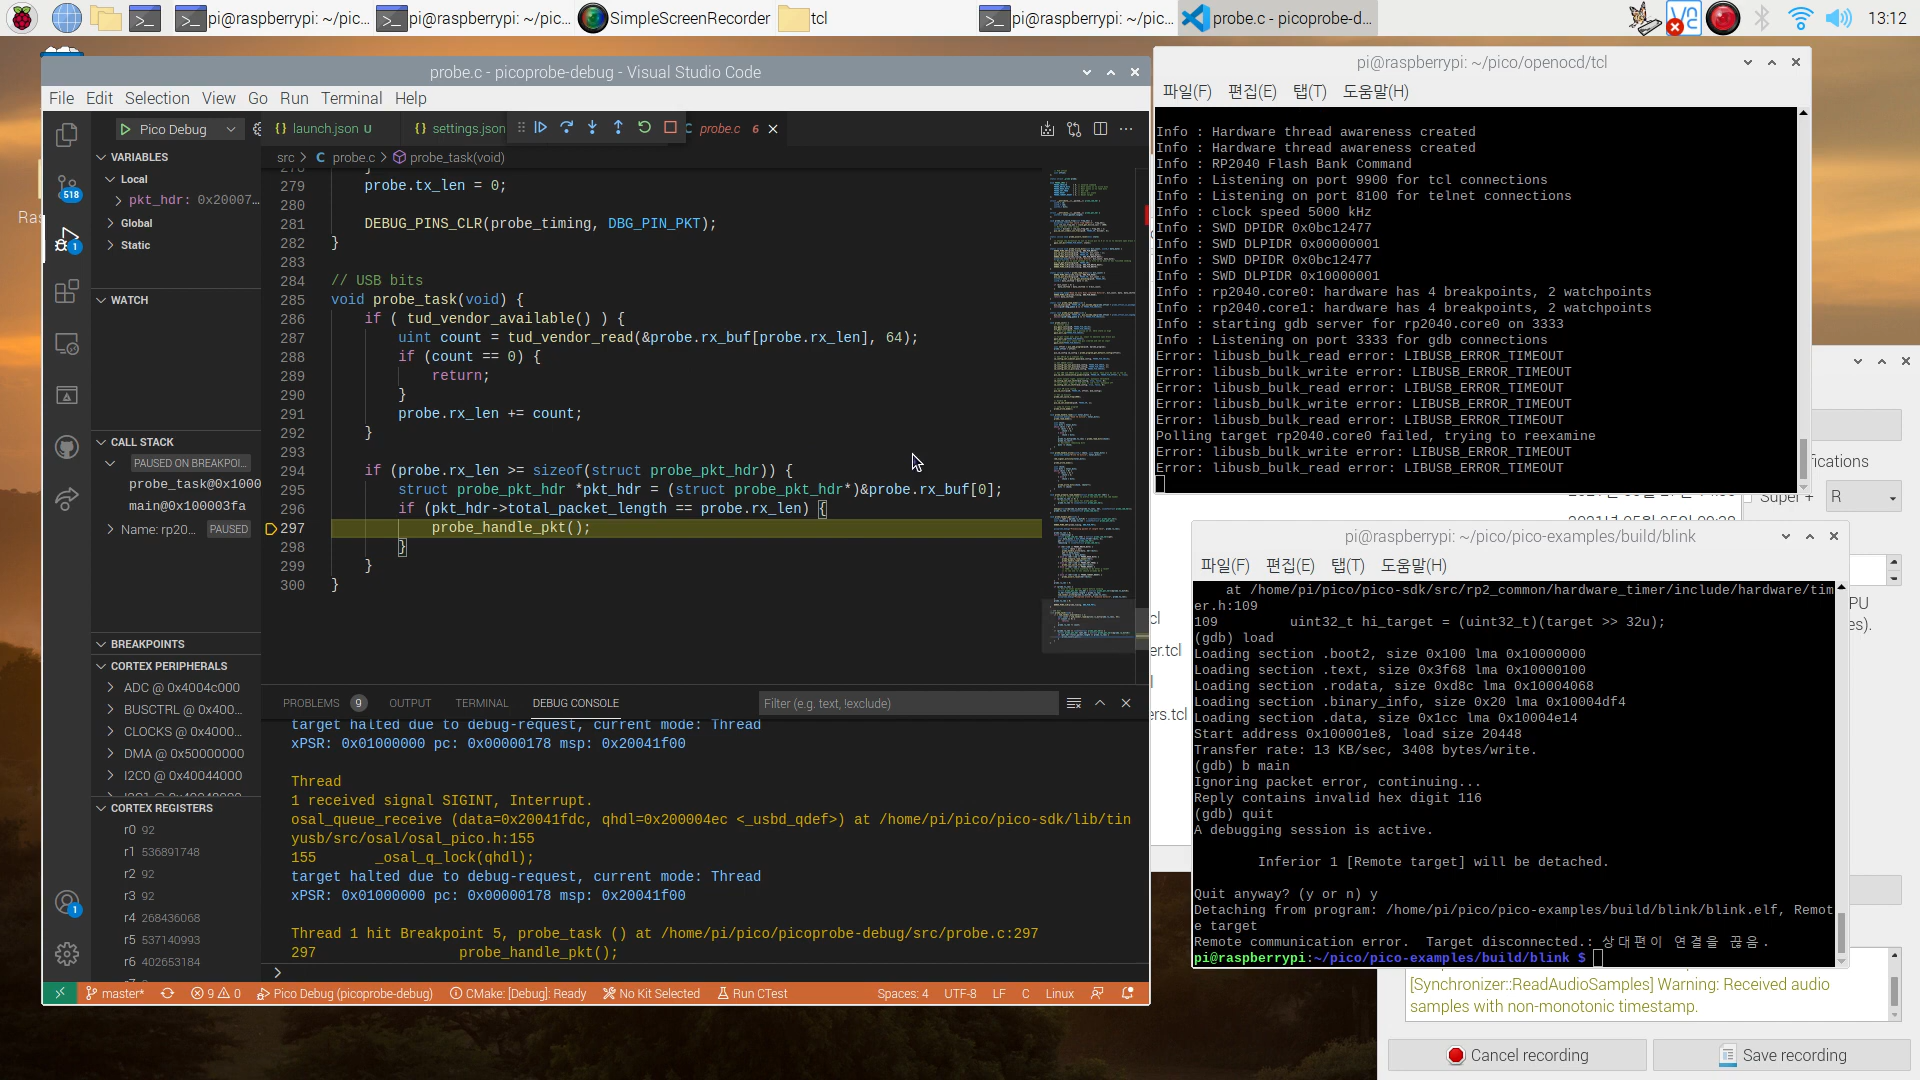 pi@raspberrypi: ~/pic...
pi@raspberrypi: ~/pic...
SimpleScreenRecorder
tcl
pi@raspberrypi: ~/pic...
probe.c - picoprobe-d...
13:12
probe.c - picoprobe-debug - Visual Studio Code
File Edit Selection View Go Run Terminal Help
Pico Debug
launch.json U
settings.json
probe.c 6
src > C probe.c > probe_task(void)
VARIABLES
Local
pkt_hdr: 0x20007...
Global
Static
WATCH
CALL STACK
PAUSED ON BREAKPOI...
probe_task@0x1000
main@0x100003fa
Name: rp20... PAUSED
BREAKPOINTS
CORTEX PERIPHERALS
ADC @ 0x4004c000
BUSCTRL @ 0x400...
CLOCKS @ 0x4000...
DMA @ 0x50000000
I2C0 @ 0x40044000
CORTEX REGISTERS
r0 92
r1 536891748
r2 92
r3 92
r4 268436068
r5 537140993
r6 402653184
518
1
1
279 probe.tx_len = 0;
280
281 DEBUG_PINS_CLR(probe_timing, DBG_PIN_PKT);
282 }
283
284 // USB bits
285 void probe_task(void) {
286 if ( tud_vendor_available() ) {
287 uint count = tud_vendor_read(&probe.rx_buf[probe.rx_len], 64);
288 if (count == 0) {
289 return;
290 }
291 probe.rx_len += count;
292 }
293
294 if (probe.rx_len >= sizeof(struct probe_pkt_hdr)) {
295 struct probe_pkt_hdr *pkt_hdr = (struct probe_pkt_hdr*)&probe.rx_buf[0];
296 if (pkt_hdr->total_packet_length == probe.rx_len) {
297 probe_handle_pkt();
298 }
299 }
300 }
PROBLEMS 9 OUTPUT TERMINAL DEBUG CONSOLE Filter (e.g. text, !exclude)
target halted due to debug-request, current mode: Thread
xPSR: 0x01000000 pc: 0x00000178 msp: 0x20041f00
Thread
1 received signal SIGINT, Interrupt.
osal_queue_receive (data=0x20041fdc, qhdl=0x200004ec <_usbd_qdef>) at /home/pi/pico/pico-sdk/lib/tin
yusb/src/osal/osal_pico.h:155
155 _osal_q_lock(qhdl);
target halted due to debug-request, current mode: Thread
xPSR: 0x01000000 pc: 0x00000178 msp: 0x20041f00
Thread 1 hit Breakpoint 5, probe_task () at /home/pi/pico/picoprobe-debug/src/probe.c:297
297 probe_handle_pkt();
>
master* 9 0 Pico Debug (picoprobe-debug) CMake: [Debug]: Ready No Kit Selected Run CTest Spaces: 4 UTF-8 LF C Linux
pi@raspberrypi: ~/pico/openocd/tcl
파일(F) 편집(E) 탭(T) 도움말(H)
Info : Hardware thread awareness created
Info : Hardware thread awareness created
Info : RP2040 Flash Bank Command
Info : Listening on port 9900 for tcl connections
Info : Listening on port 8100 for telnet connections
Info : clock speed 5000 kHz
Info : SWD DPIDR 0x0bc12477
Info : SWD DLPIDR 0x00000001
Info : SWD DPIDR 0x0bc12477
Info : SWD DLPIDR 0x10000001
Info : rp2040.core0: hardware has 4 breakpoints, 2 watchpoints
Info : rp2040.core1: hardware has 4 breakpoints, 2 watchpoints
Info : starting gdb server for rp2040.core0 on 3333
Info : Listening on port 3333 for gdb connections
Error: libusb_bulk_read error: LIBUSB_ERROR_TIMEOUT
Error: libusb_bulk_write error: LIBUSB_ERROR_TIMEOUT
Error: libusb_bulk_read error: LIBUSB_ERROR_TIMEOUT
Error: libusb_bulk_write error: LIBUSB_ERROR_TIMEOUT
Error: libusb_bulk_read error: LIBUSB_ERROR_TIMEOUT
Polling target rp2040.core0 failed, trying to reexamine
Error: libusb_bulk_write error: LIBUSB_ERROR_TIMEOUT
Error: libusb_bulk_read error: LIBUSB_ERROR_TIMEOUT
fications
Super + R
er.tcl
ers.tcl
pi@raspberrypi: ~/pico/pico-examples/build/blink
파일(F) 편집(E) 탭(T) 도움말(H)
at /home/pi/pico/pico-sdk/src/rp2_common/hardware_timer/include/hardware/tim
er.h:109
109 uint32_t hi_target = (uint32_t)(target >> 32u);
(gdb) load
Loading section .boot2, size 0x100 lma 0x10000000
Loading section .text, size 0x3f68 lma 0x10000100
Loading section .rodata, size 0xd8c lma 0x10004068
Loading section .binary_info, size 0x20 lma 0x10004df4
Loading section .data, size 0x1cc lma 0x10004e14
Start address 0x100001e8, load size 20448
Transfer rate: 13 KB/sec, 3408 bytes/write.
(gdb) b main
Ignoring packet error, continuing...
Reply contains invalid hex digit 116
(gdb) quit
A debugging session is active.
Inferior 1 [Remote target] will be detached.
Quit anyway? (y or n) y
Detaching from program: /home/pi/pico/pico-examples/build/blink/blink.elf, Remot
e target
Remote communication error. Target disconnected.: 상대편이 연결을 끊음.
pi@raspberrypi:~/pico/pico-examples/build/blink $
[Synchronizer::ReadAudioSamples] Warning: Received audio
samples with non-monotonic timestamp.
Cancel recording
Save recording